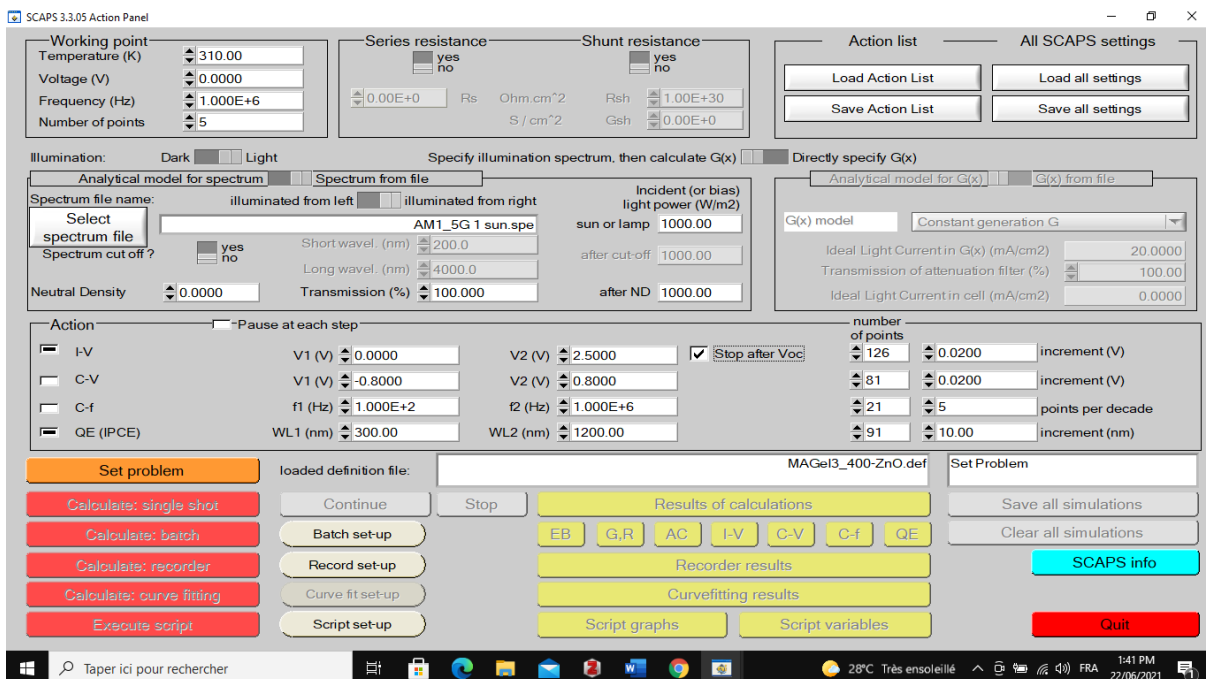 SCAPS 3.3.05 Action Panel
Working point
Temperature (K) 310.00
Voltage (V) 0.0000
Frequency (Hz) 1.000E+6
Number of points 5
Series resistance Shunt resistance
yes yes
no no
0.00E+0 Rs Ohm.cm^2 Rsh 1.00E+30
S / cm^2 Gsh 0.00E+0
Action list All SCAPS settings
Load Action List Load all settings
Save Action List Save all settings
Illumination: Dark Light Specify illumination spectrum, then calculate G(x) Directly specify G(x)
Analytical model for spectrum Spectrum from file
Spectrum file name: illuminated from left illuminated from right
Incident (or bias)
light power (W/m2)
Select
spectrum file
AM1_5G 1 sun.spe sun or lamp 1000.00
Spectrum cut off ? yes
no
Short wavel. (nm) 200.0
Long wavel. (nm) 4000.0
after cut-off 1000.00
Neutral Density 0.0000 Transmission (%) 100.000 after ND 1000.00
Analytical model for G(x) G(x) from file
G(x) model Constant generation G
Ideal Light Current in G(x) (mA/cm2) 20.0000
Transmission of attenuation filter (%) 100.00
Ideal Light Current in cell (mA/cm2) 0.0000
Action Pause at each step number
of points
I-V V1 (V) 0.0000 V2 (V) 2.5000 Stop after Voc 126 0.0200 increment (V)
C-V V1 (V) -0.8000 V2 (V) 0.8000 81 0.0200 increment (V)
C-f f1 (Hz) 1.000E+2 f2 (Hz) 1.000E+6 21 5 points per decade
QE (IPCE) WL1 (nm) 300.00 WL2 (nm) 1200.00 91 10.00 increment (nm)
Set problem loaded definition file: MAGeI3_400-ZnO.def Set Problem
Calculate: single shot Continue Stop Results of calculations Save all simulations
Calculate: batch Batch set-up EB G,R AC I-V C-V C-f QE Clear all simulations
Calculate: recorder Record set-up Recorder results SCAPS info
Calculate: curve fitting Curve fit set-up Curvefitting results
Execute script Script set-up Script graphs Script variables Quit
Taper ici pour rechercher 28°C Très ensoleillé FRA 1:41 PM
22/06/2021